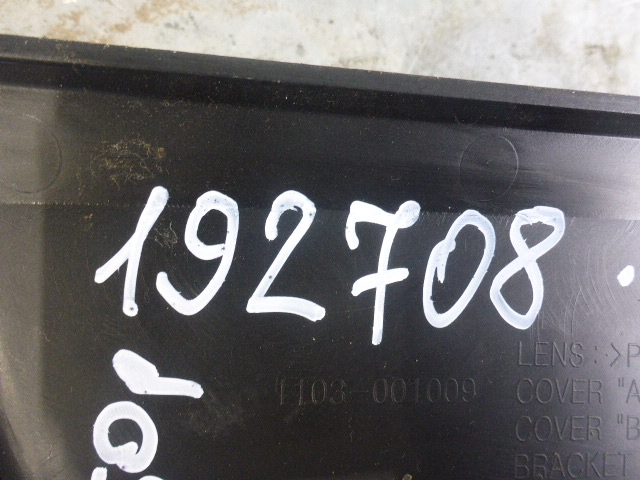 192708.
LENS :>P
1103-001009
COVER "A
COVER "B
BRACKET